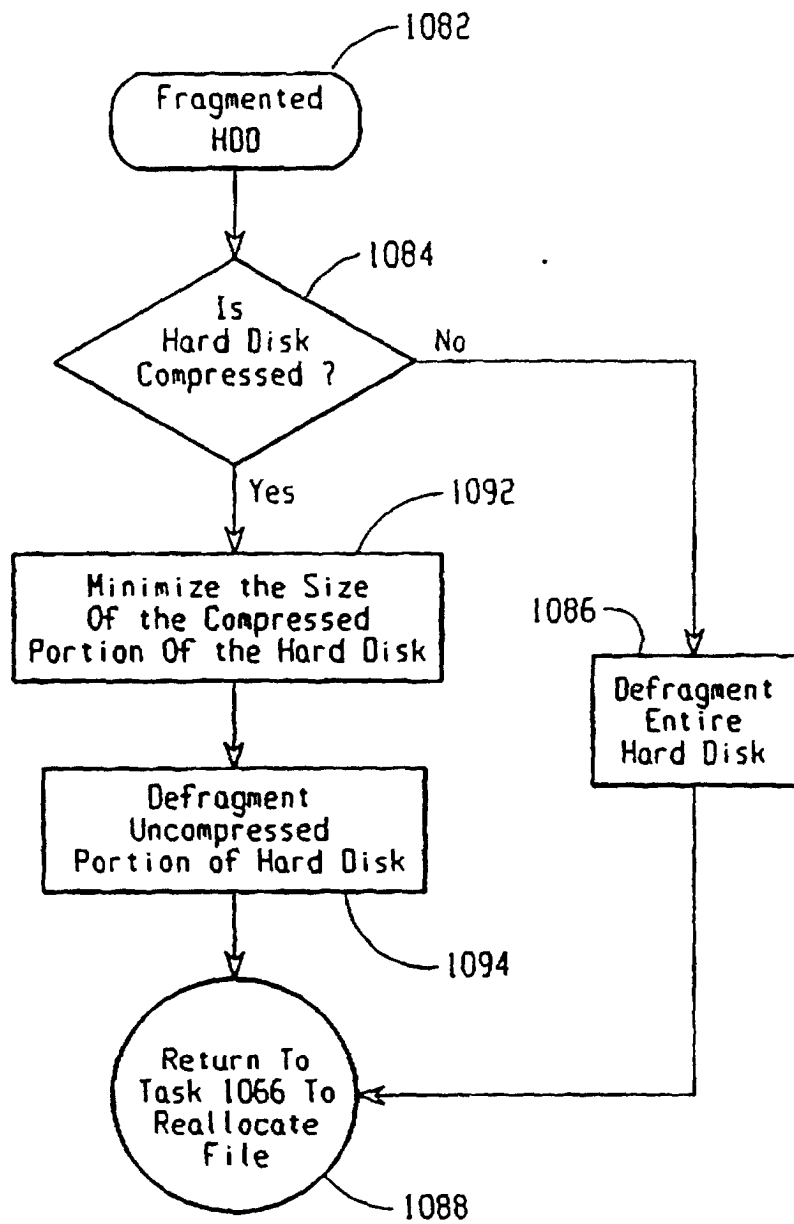 1082
Fragmented
HDD
1084
Is
Hard Disk
Compressed ?
No
Yes
1092
Minimize the Size
Of the Compressed
Portion Of the Hard Disk
1086
Defragment
Entire
Hard Disk
Defragment
Uncompressed
Portion of Hard Disk
1094
Return To
Task 1066 To
Reallocate
File
1088